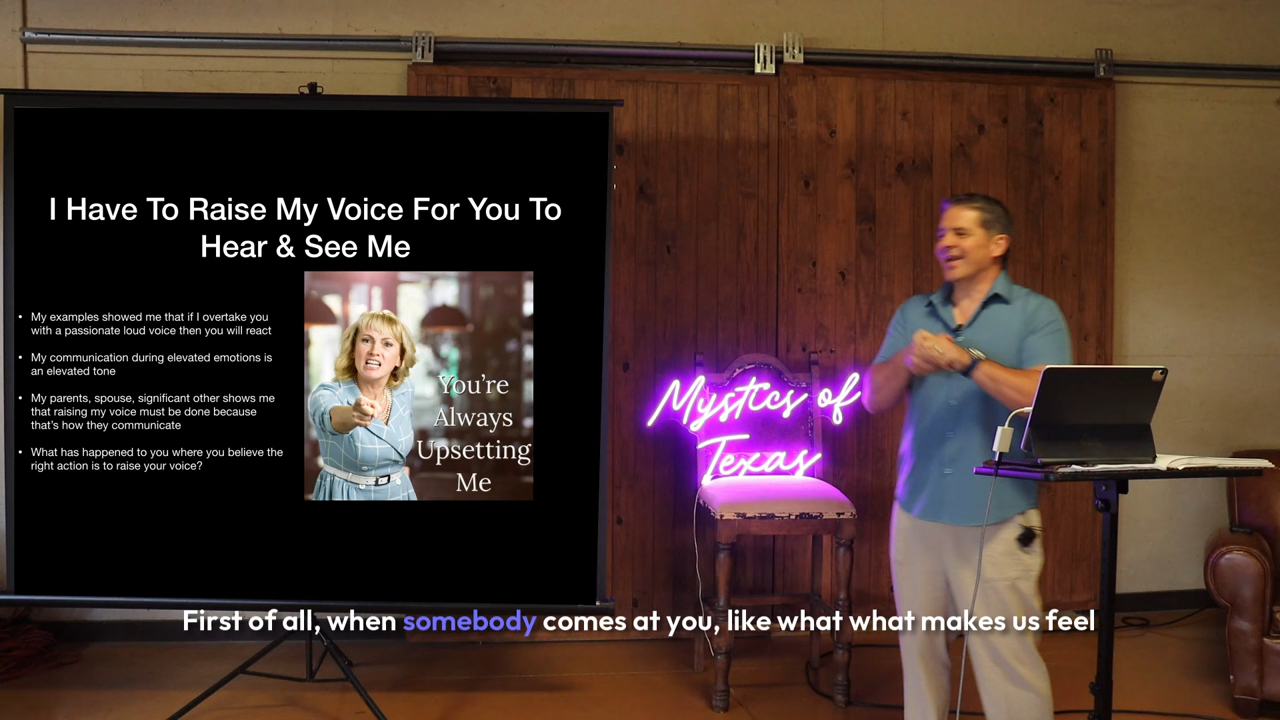 I Have To Raise My Voice For You To
Hear & See Me
• My examples showed me that if I overtake you
with a passionate loud voice then you will react
• My communication during elevated emotions is
an elevated tone
• My parents, spouse, significant other shows me
that raising my voice must be done because
that's how they communicate
• What has happened to you where you believe the
right action is to raise your voice?
You're
Always
Upsetting
Me
Mystics of
Texas
First of all, when somebody comes at you, like what what makes us feel